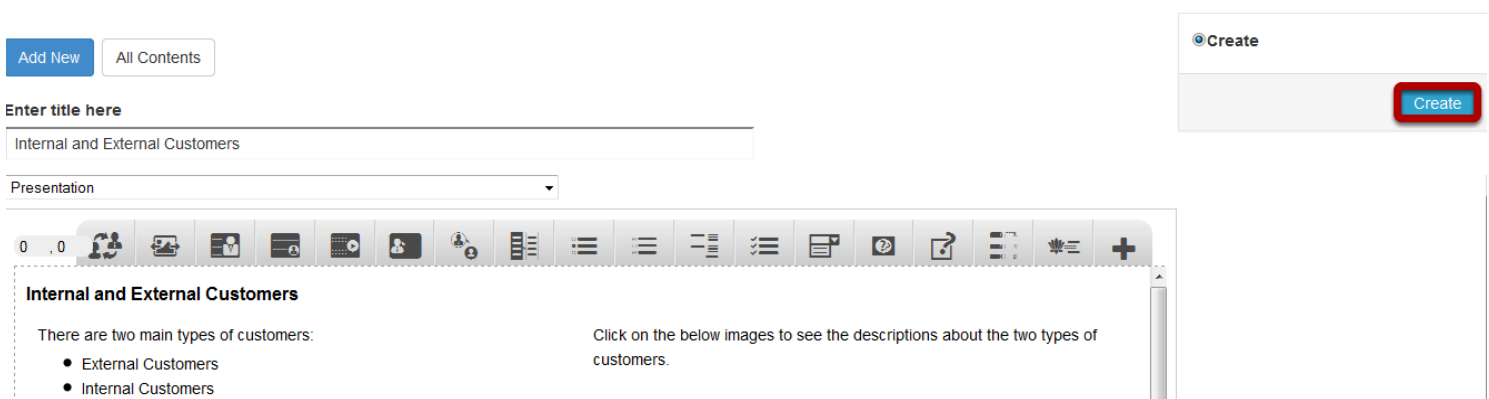 Add New All Contents
Create
Create
Enter title here
Internal and External Customers
Presentation
0 , 0
Internal and External Customers
There are two main types of customers:
External Customers
Internal Customers
Click on the below images to see the descriptions about the two types of
customers.